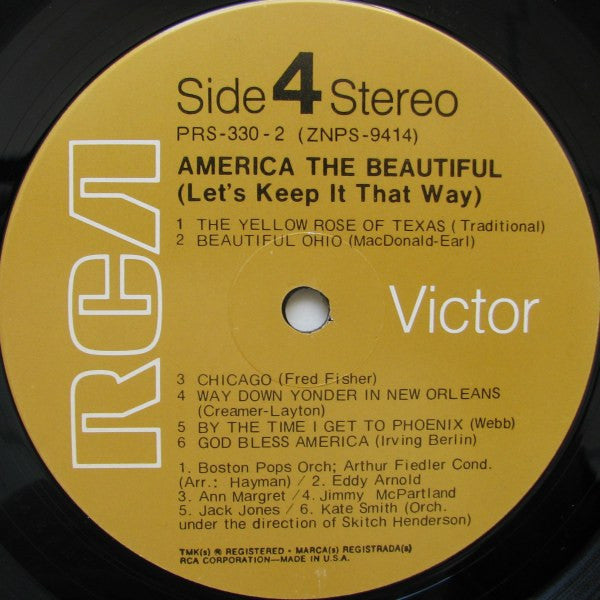 Side 4 Stereo
PRS-330-2 (ZNPS-9414)
AMERICA THE BEAUTIFUL
(Let's Keep It That Way)
1 THE YELLOW ROSE OF TEXAS (Traditional)
2 BEAUTIFUL OHIO (MacDonald-Earl)
RCA
Victor
3 CHICAGO (Fred Fisher)
4 WAY DOWN YONDER IN NEW ORLEANS
(Creamer-Layton)
5 BY THE TIME I GET TO PHOENIX (Webb)
6 GOD BLESS AMERICA (Irving Berlin)
1. Boston Pops Orch; Arthur Fiedler Cond.
(Arr.: Hayman) / 2. Eddy Arnold
3. Ann Margret / 4. Jimmy McPartland
5. Jack Jones / 6. Kate Smith (Orch.
under the direction of Skitch Henderson)
TMK(s) ® REGISTERED • MARCA(s) REGISTRADA(s)
RCA CORPORATION—MADE IN U.S.A.